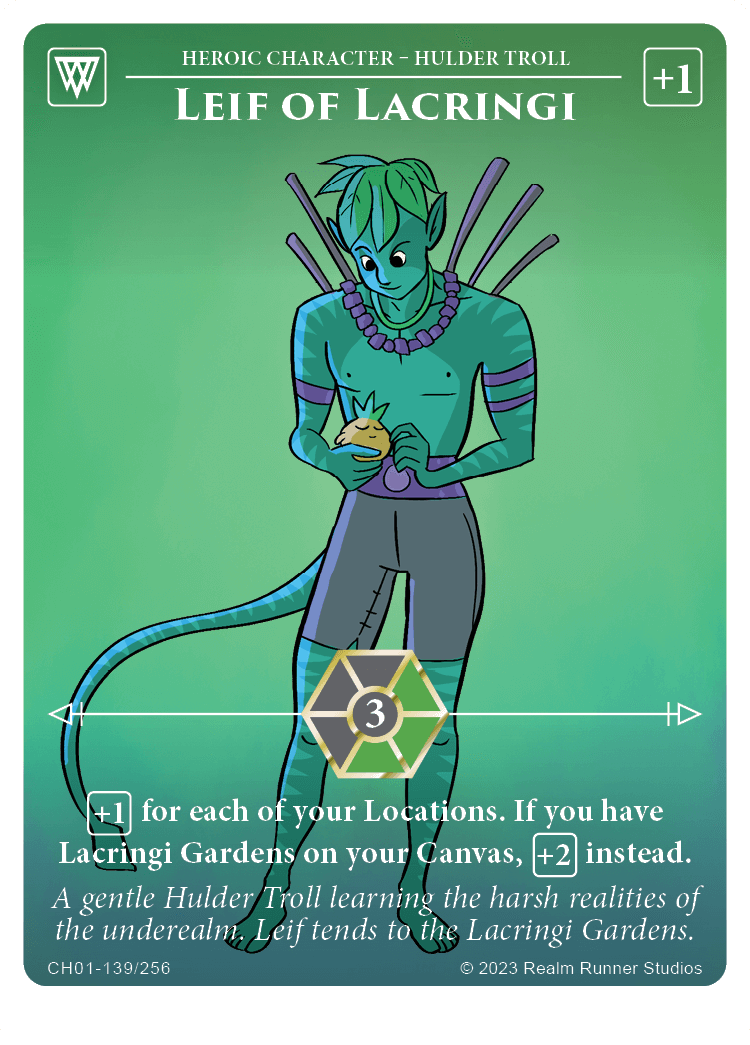 HEROIC CHARACTER – HULDER TROLL
+1
LEIF OF LACRINGI
3
+1 for each of your Locations. If you have
Lacringi Gardens on your Canvas, +2 instead.
A gentle Hulder Troll learning the harsh realities of
the underealm. Leif tends to the Lacringi Gardens.
CH01-139/256
© 2023 Realm Runner Studios